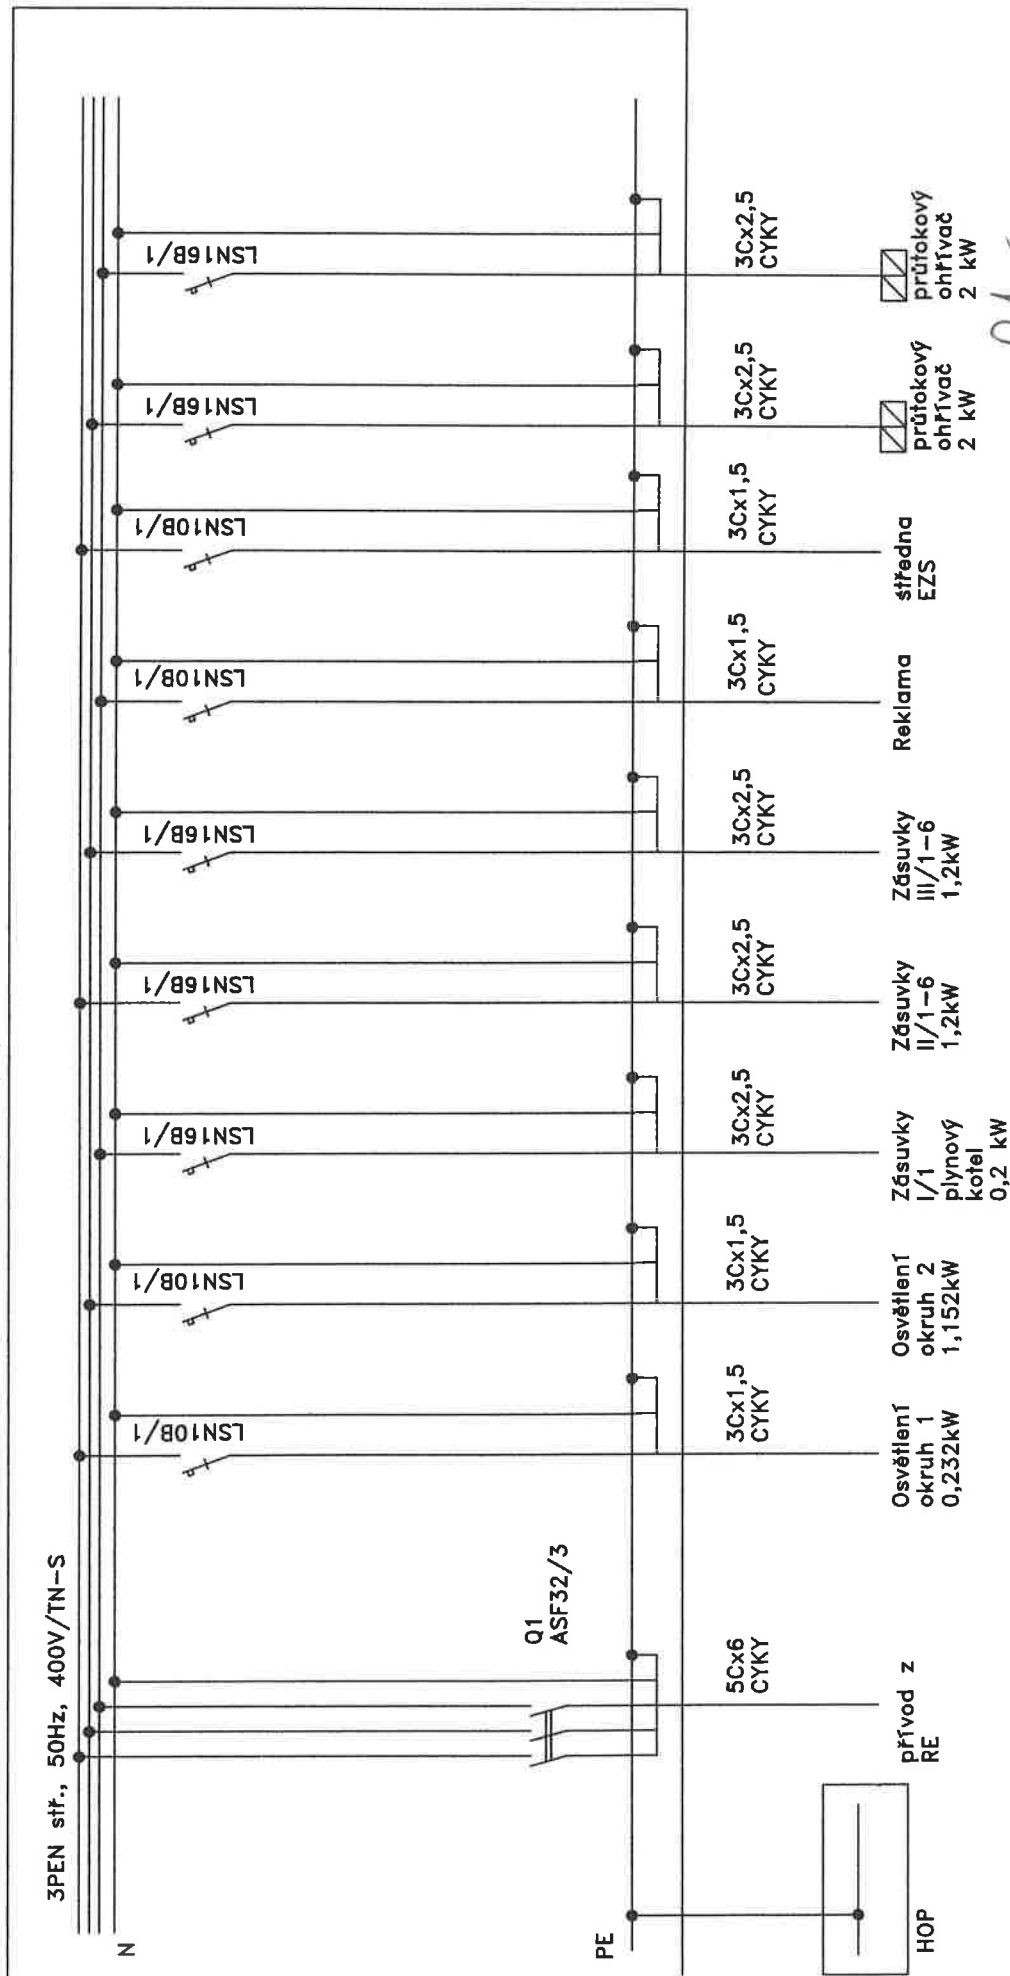 3PEN stř., 50Hz, 400V/TN-S
N
PE
HOP
Q1
ASF32/3
5Cx6
CYKY
přívod z
RE
LSN10B/1
3Cx1,5
CYKY
Osvětlení
okruh 1
0,232kW
LSN10B/1
3Cx1,5
CYKY
Osvětlení
okruh 2
1,152kW
LSN16B/1
3Cx2,5
CYKY
Zásuvky
I/1
plynový
kotel
0,2 kW
LSN16B/1
3Cx2,5
CYKY
Zásuvky
II/1-6
1,2kW
LSN16B/1
3Cx2,5
CYKY
Zásuvky
III/1-6
1,2kW
LSN10B/1
3Cx1,5
CYKY
Reklama
LSN10B/1
3Cx1,5
CYKY
středna
EZS
LSN16B/1
3Cx2,5
CYKY
průtokový
ohřívač
2 kW
LSN16B/1
3Cx2,5
CYKY
průtokový
ohřívač
2 kW